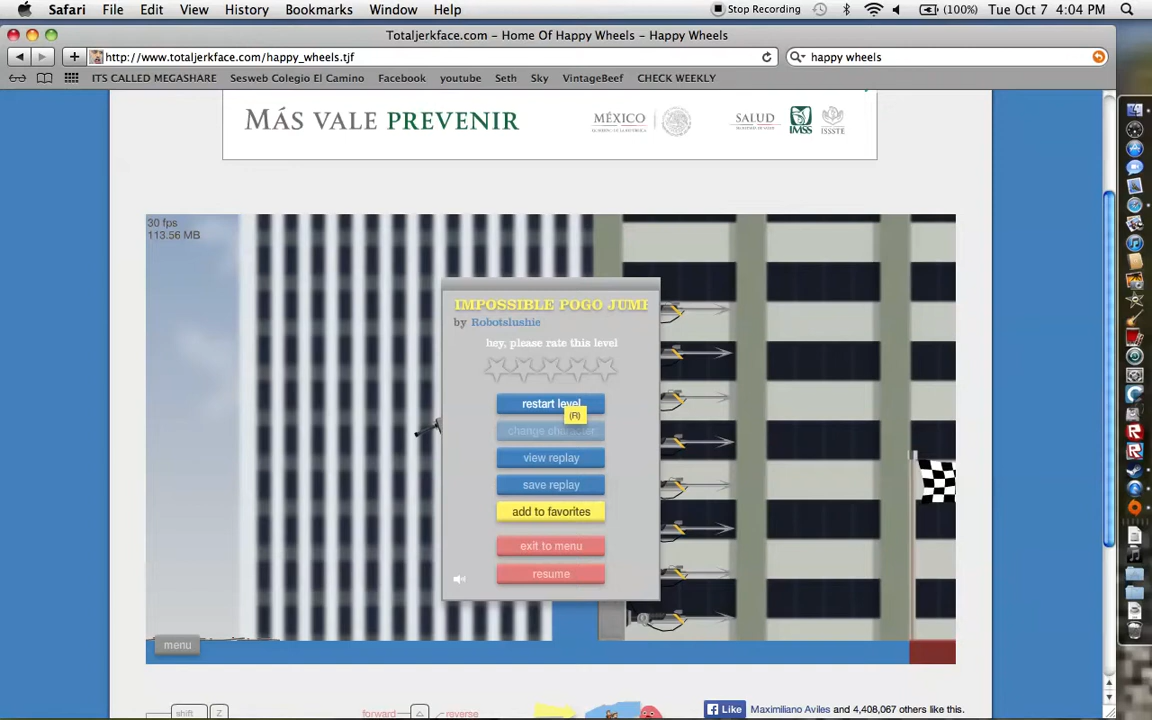 Safari File Edit View History Bookmarks Window Help Stop Recording (100%) Tue Oct 7 4:04 PM
Totaljerkface.com - Home Of Happy Wheels - Happy Wheels
http://www.totaljerkface.com/happy_wheels.tjf happy wheels
ITS CALLED MEGASHARE Sesweb Colegio El Camino Facebook youtube Seth Sky VintageBeef CHECK WEEKLY
MÁS VALE PREVENIR MÉXICO SALUD IMSS ISSSTE
30 fps
113.56 MB
IMPOSSIBLE POGO JUMP
by Robotslushie
hey, please rate this level
restart level
(R)
change character
view replay
save replay
add to favorites
exit to menu
resume
menu
shift Z forward reverse Like Maximiliano Aviles and 4,408,067 others like this.